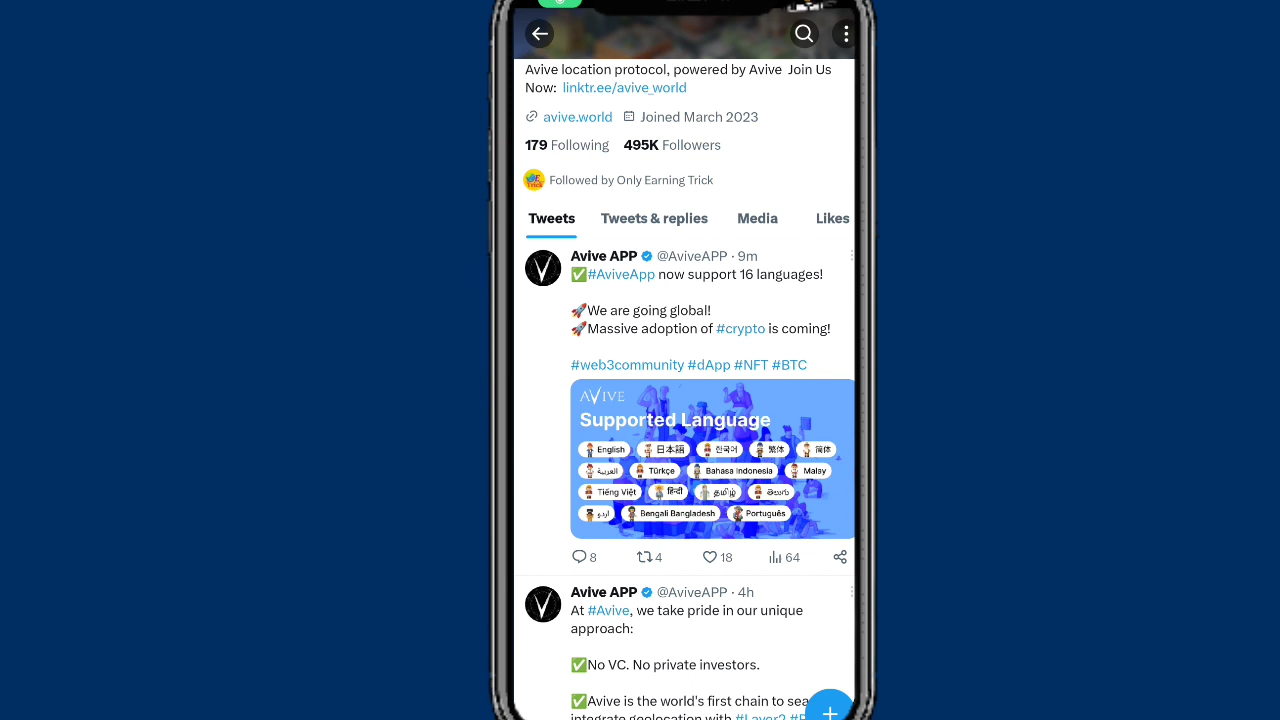 Avive location protocol, powered by Avive Join Us
Now: linktr.ee/avive_world
avive.world Joined March 2023
179 Following 495K Followers
Followed by Only Earning Trick
Tweets Tweets & replies Media Likes
Avive APP @AviveAPP · 9m
✅#AviveApp now support 16 languages!
🚀We are going global!
🚀Massive adoption of #crypto is coming!
#web3community #dApp #NFT #BTC
AVIVE
Supported Language
English 日本語 한국어 繁体 简体
العربية Türkçe Bahasa Indonesia Malay
Tiếng Việt हिन्दी தமிழ் తెలుగు
اردو Bengali Bangladesh Português
8 4 18 64
Avive APP @AviveAPP · 4h
At #Avive, we take pride in our unique
approach:
✅No VC. No private investors.
✅Avive is the world's first chain to
integrate geolocation with #Layer2